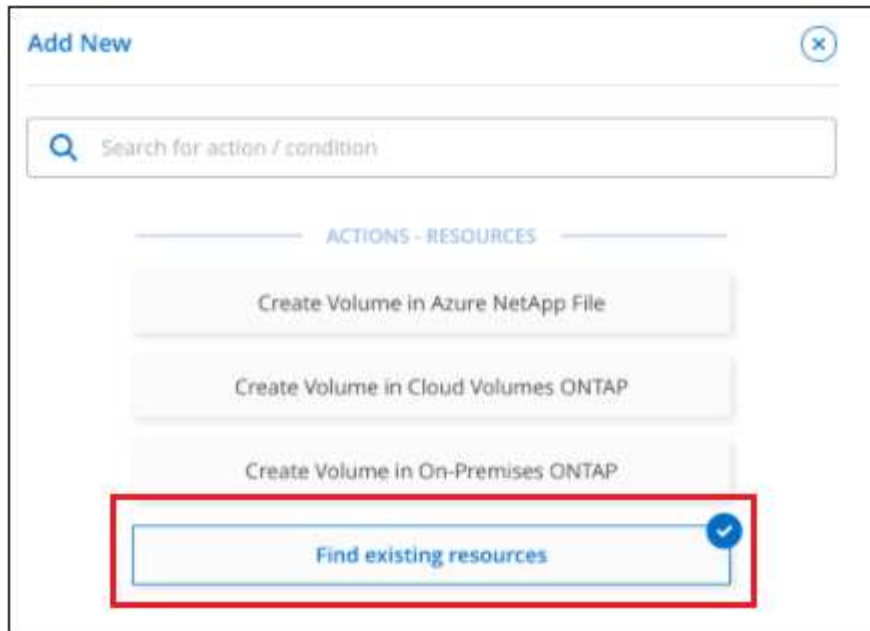 Add New
Search for action / condition
ACTIONS - RESOURCES
Create Volume in Azure NetApp File
Create Volume in Cloud Volumes ONTAP
Create Volume in On-Premises ONTAP
Find existing resources